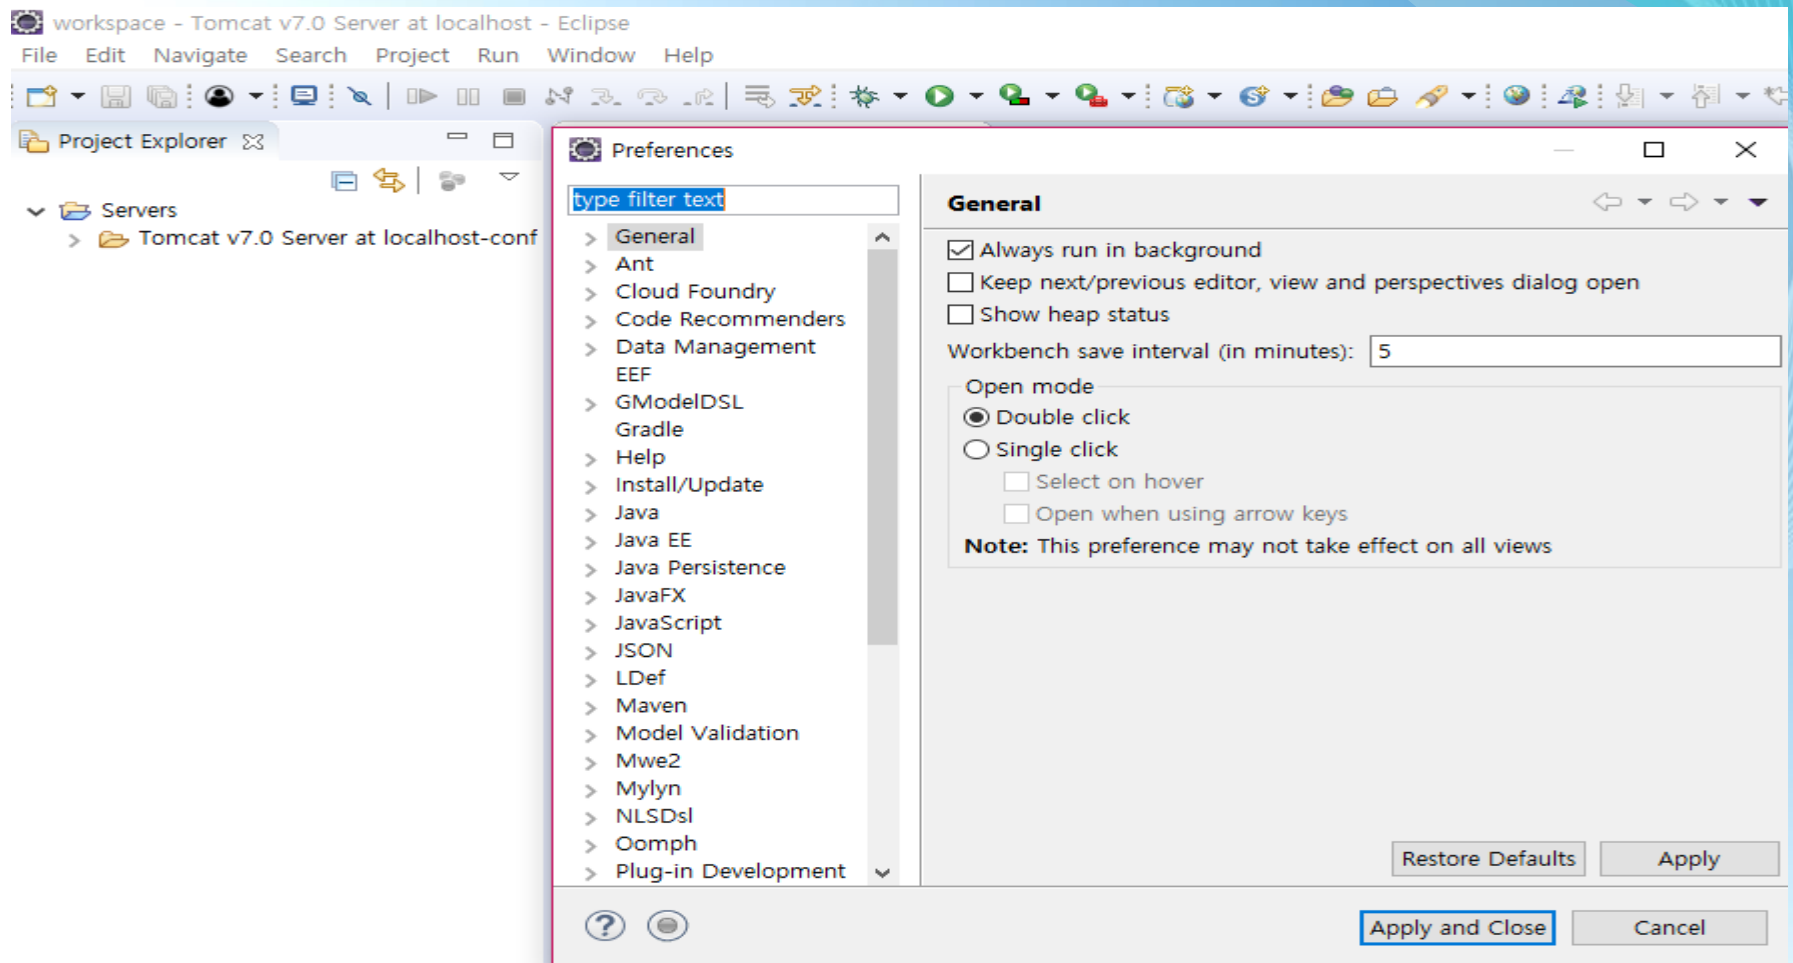 workspace - Tomcat v7.0 Server at localhost - Eclipse
File Edit Navigate Search Project Run Window Help
Project Explorer
Servers
Tomcat v7.0 Server at localhost-conf
Preferences
type filter text
General
Ant
Cloud Foundry
Code Recommenders
Data Management
EEF
GModelDSL
Gradle
Help
Install/Update
Java
Java EE
Java Persistence
JavaFX
JavaScript
JSON
LDef
Maven
Model Validation
Mwe2
Mylyn
NLSDsl
Oomph
Plug-in Development
General
Always run in background
Keep next/previous editor, view and perspectives dialog open
Show heap status
Workbench save interval (in minutes): 5
Open mode
Double click
Single click
Select on hover
Open when using arrow keys
Note: This preference may not take effect on all views
Restore Defaults Apply
Apply and Close Cancel